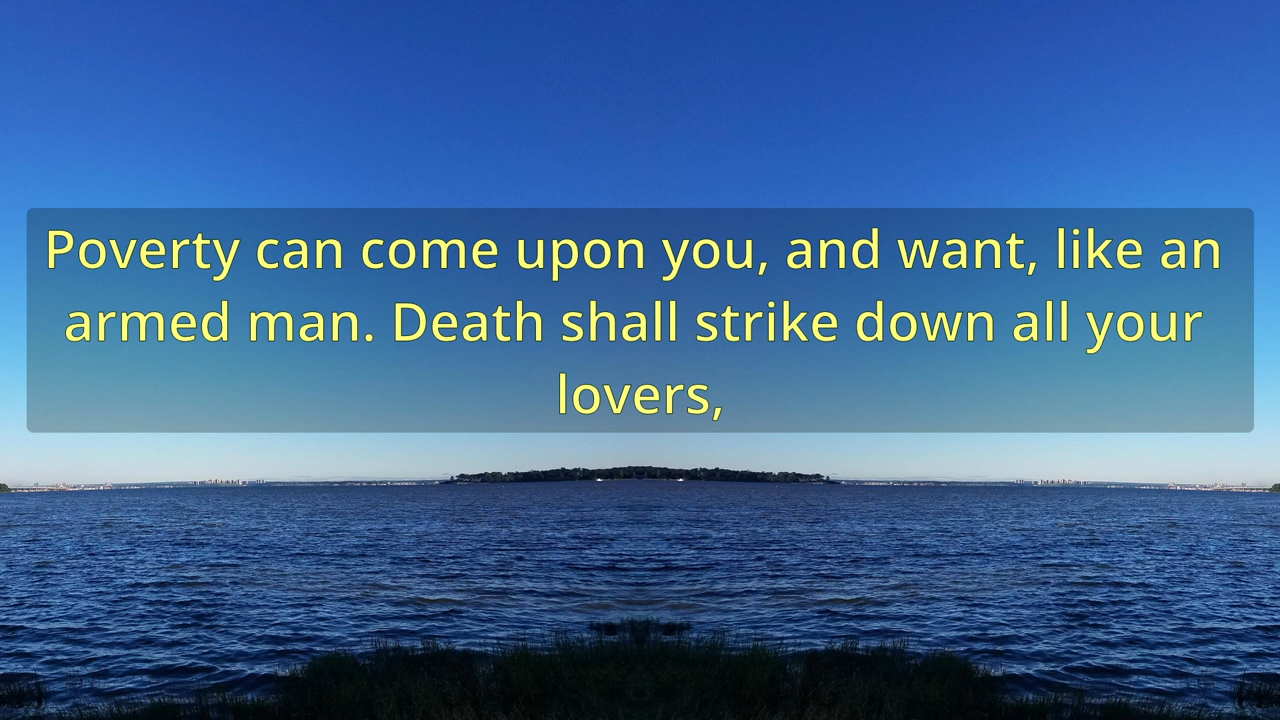 Poverty can come upon you, and want, like an
armed man. Death shall strike down all your
lovers,